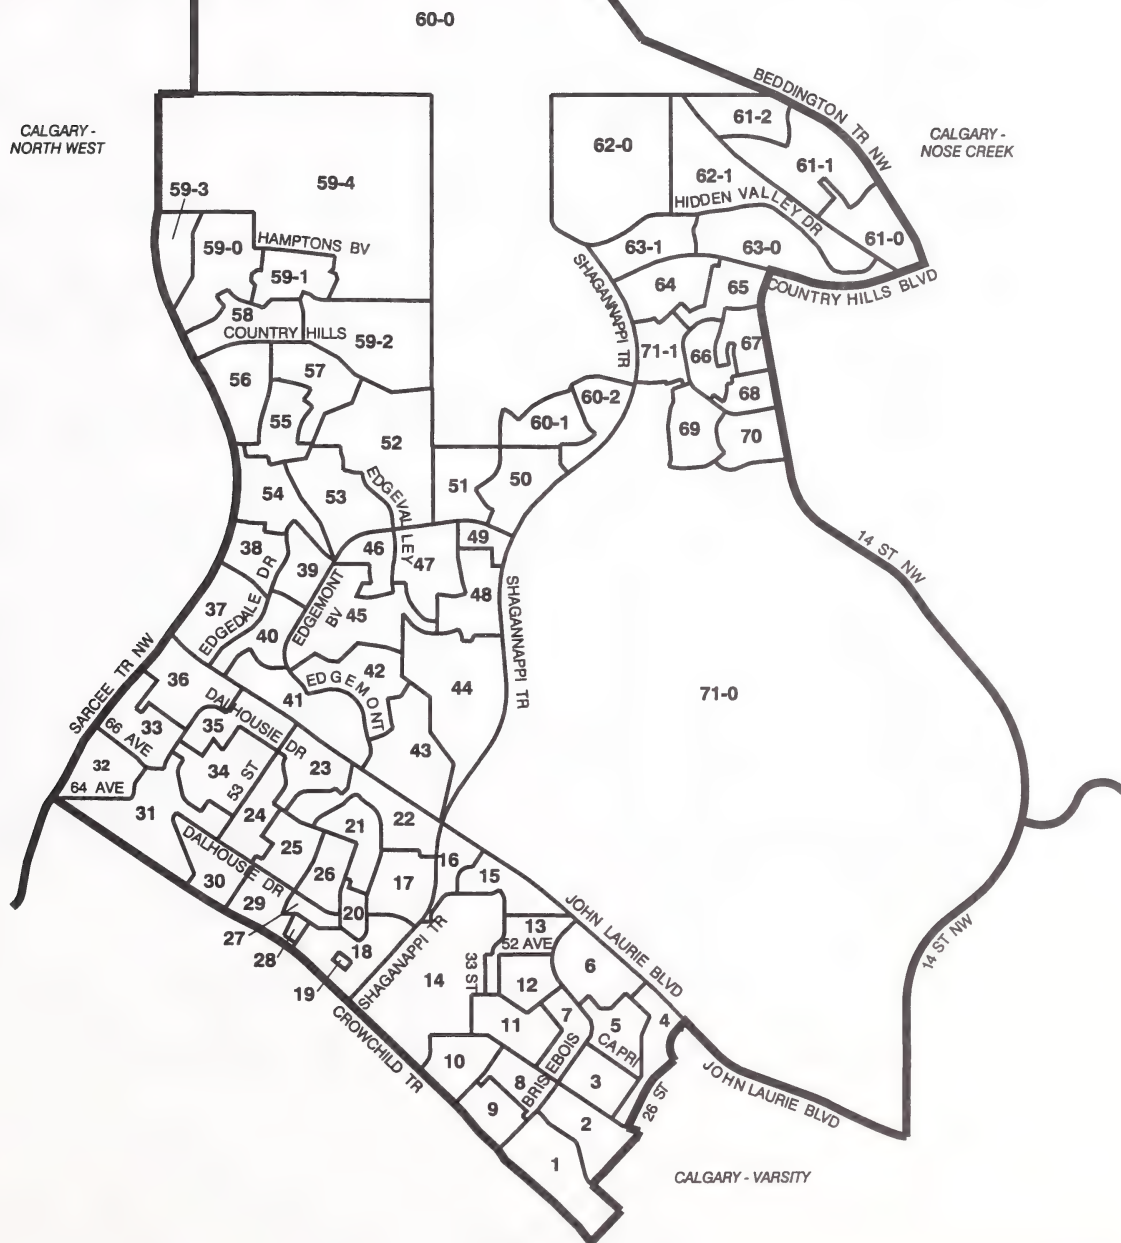 60-0
BEDDINGTON TR NW
CALGARY -
NORTH WEST
CALGARY -
NOSE CREEK
61-2
62-0
61-1
59-3
59-4
62-1
HIDDEN VALLEY DR
59-0
HAMPTONS BV
63-1
63-0
61-0
59-1
SHAGANNAPPI TR
64
65
COUNTRY HILLS BLVD
58
COUNTRY HILLS
59-2
71-1
66
67
56
57
60-2
68
55
60-1
69
70
52
54
53
EDGEVALLEY
51
50
49
14 ST NW
38
39
46
47
48
SHAGANNAPPI TR
37
EDGEDALE DR
40
EDGEMONT
BV
45
SARCEE TR NW
36
42
EDGEMONT
44
71-0
41
DALHOUSIE DR
66 AVE
33
35
43
32
64 AVE
34
53 ST
23
31
24
21
22
DALHOUSIE DR
25
26
16
15
30
29
17
20
JOHN LAURIE BLVD
27
28
18
SHAGANAPPI TR
13
52 AVE
14 ST NW
19
14
33 ST
12
6
CROWCHILD TR
11
7
5
CAPRI
4
10
BRISEBOIS
8
3
JOHN LAURIE BLVD
9
2
26 ST
1
CALGARY - VARSITY